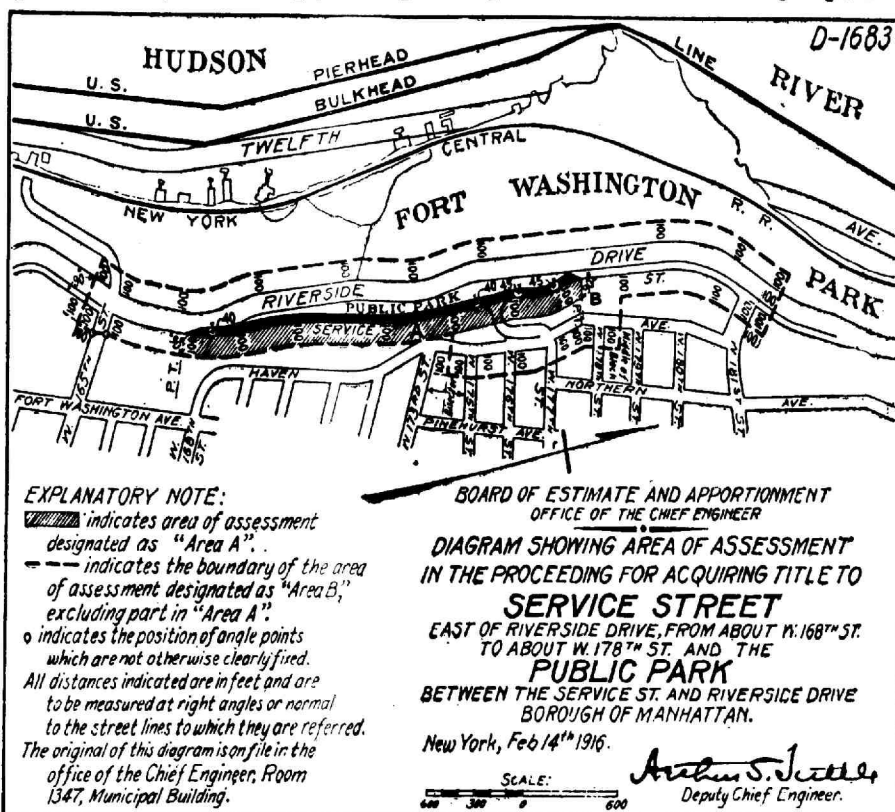 D-1683
HUDSON
RIVER
U. S.
PIERHEAD
LINE
U. S.
BULKHEAD
TWELFTH
AVE.
NEW YORK
CENTRAL
R. R.
FORT WASHINGTON
PARK
RIVERSIDE
DRIVE
PUBLIC PARK
SERVICE
ST.
A
B
HAVEN
AVE.
FORT WASHINGTON AVE.
NORTHERN
AVE.
PINEHURST AVE.
W. 165TH ST.
W. 168TH ST.
EXPLANATORY NOTE:
indicates area of assessment
designated as "Area A".
indicates the boundary of the area
of assessment designated as "Area B,"
excluding part in "Area A".
o indicates the position of angle points
which are not otherwise clearly fixed.
All distances indicated are in feet and are
to be measured at right angles or normal
to the street lines to which they are referred.
The original of this diagram is on file in the
office of the Chief Engineer, Room
1347, Municipal Building.
BOARD OF ESTIMATE AND APPORTIONMENT
OFFICE OF THE CHIEF ENGINEER
DIAGRAM SHOWING AREA OF ASSESSMENT
IN THE PROCEEDING FOR ACQUIRING TITLE TO
SERVICE STREET
EAST OF RIVERSIDE DRIVE, FROM ABOUT W. 168TH ST.
TO ABOUT W. 178TH ST. AND THE
PUBLIC PARK
BETWEEN THE SERVICE ST. AND RIVERSIDE DRIVE
BOROUGH OF MANHATTAN.
New York, Feb 14th 1916.
Arthur S. Tuttle
Deputy Chief Engineer.
SCALE:
600 300 0 600